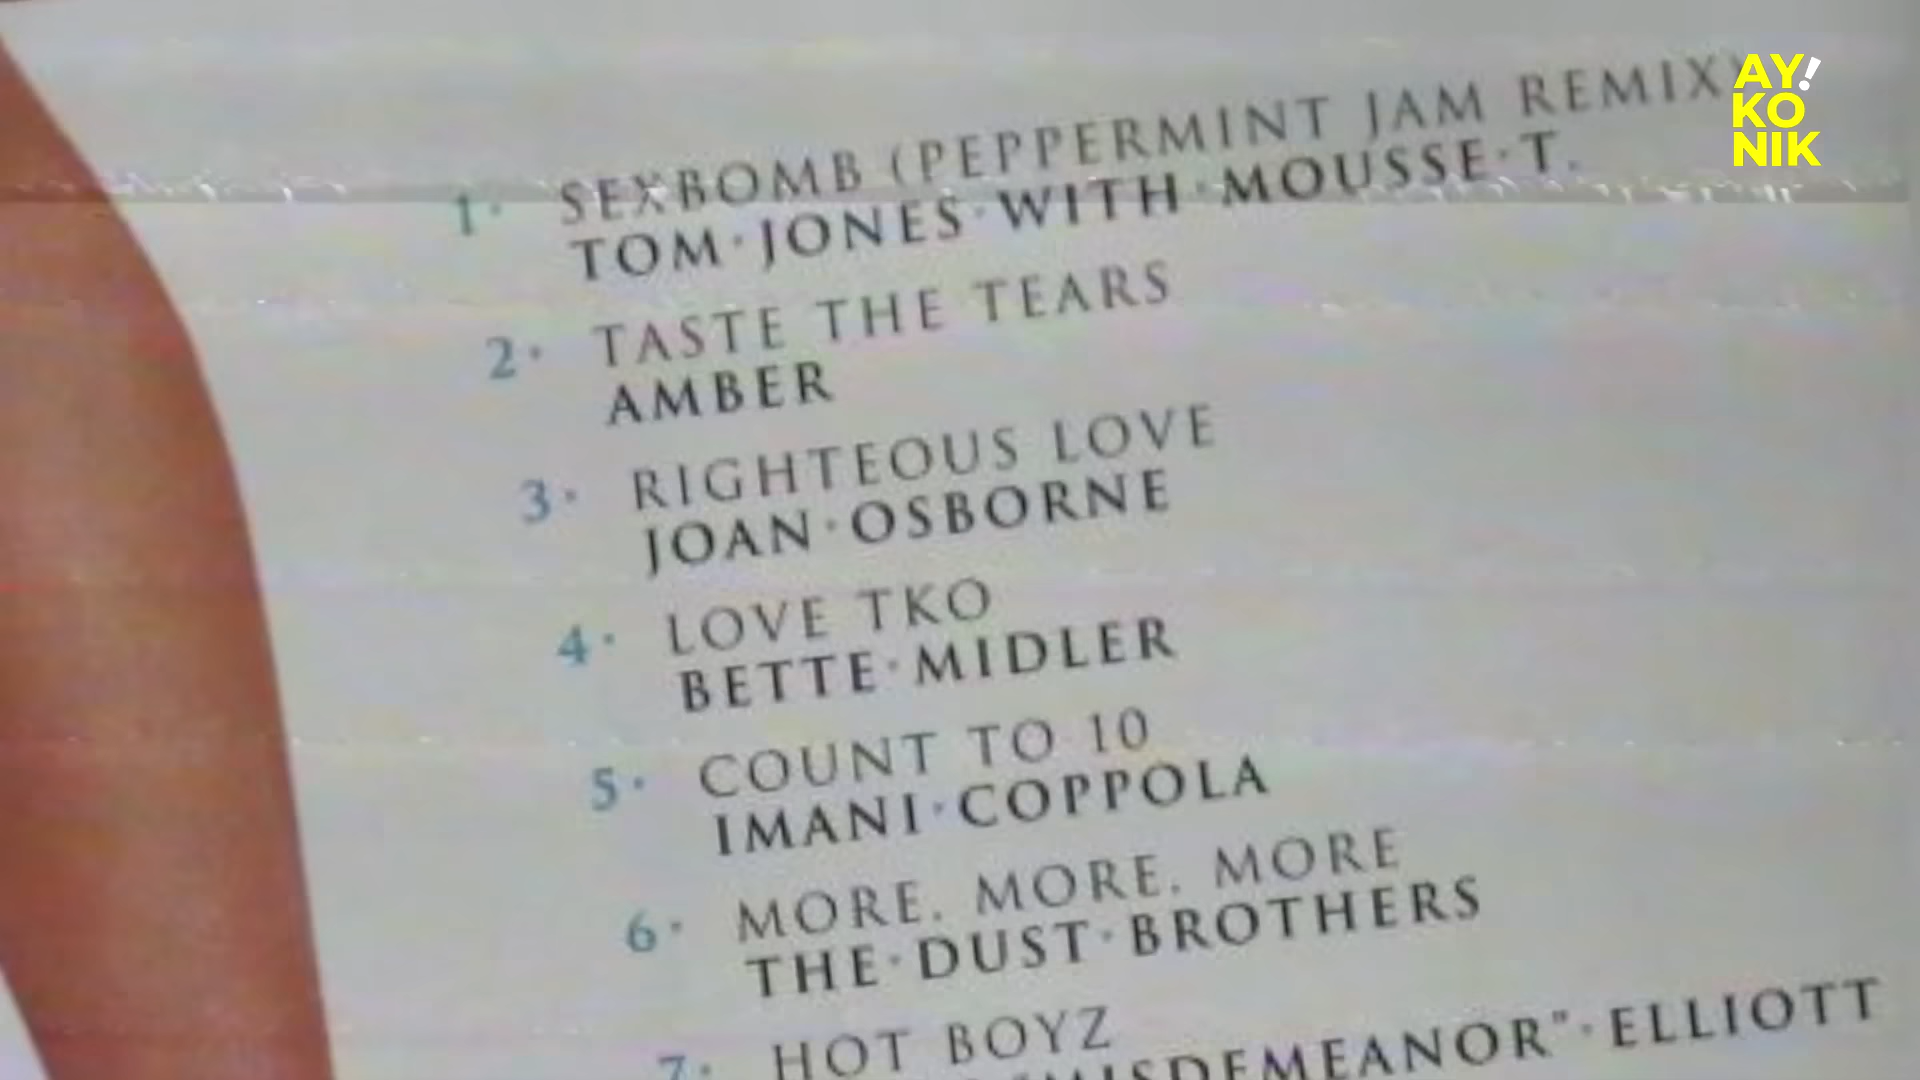 AY!
KO
NIK
1· SEXBOMB (PEPPERMINT JAM REMIX)
TOM·JONES·WITH·MOUSSE·T.
2· TASTE THE TEARS
AMBER
3· RIGHTEOUS LOVE
JOAN·OSBORNE
4· LOVE TKO
BETTE·MIDLER
5· COUNT TO 10
IMANI·COPPOLA
6· MORE, MORE, MORE
THE·DUST·BROTHERS
7· HOT BOYZ
"MISDEMEANOR"·ELLIOTT